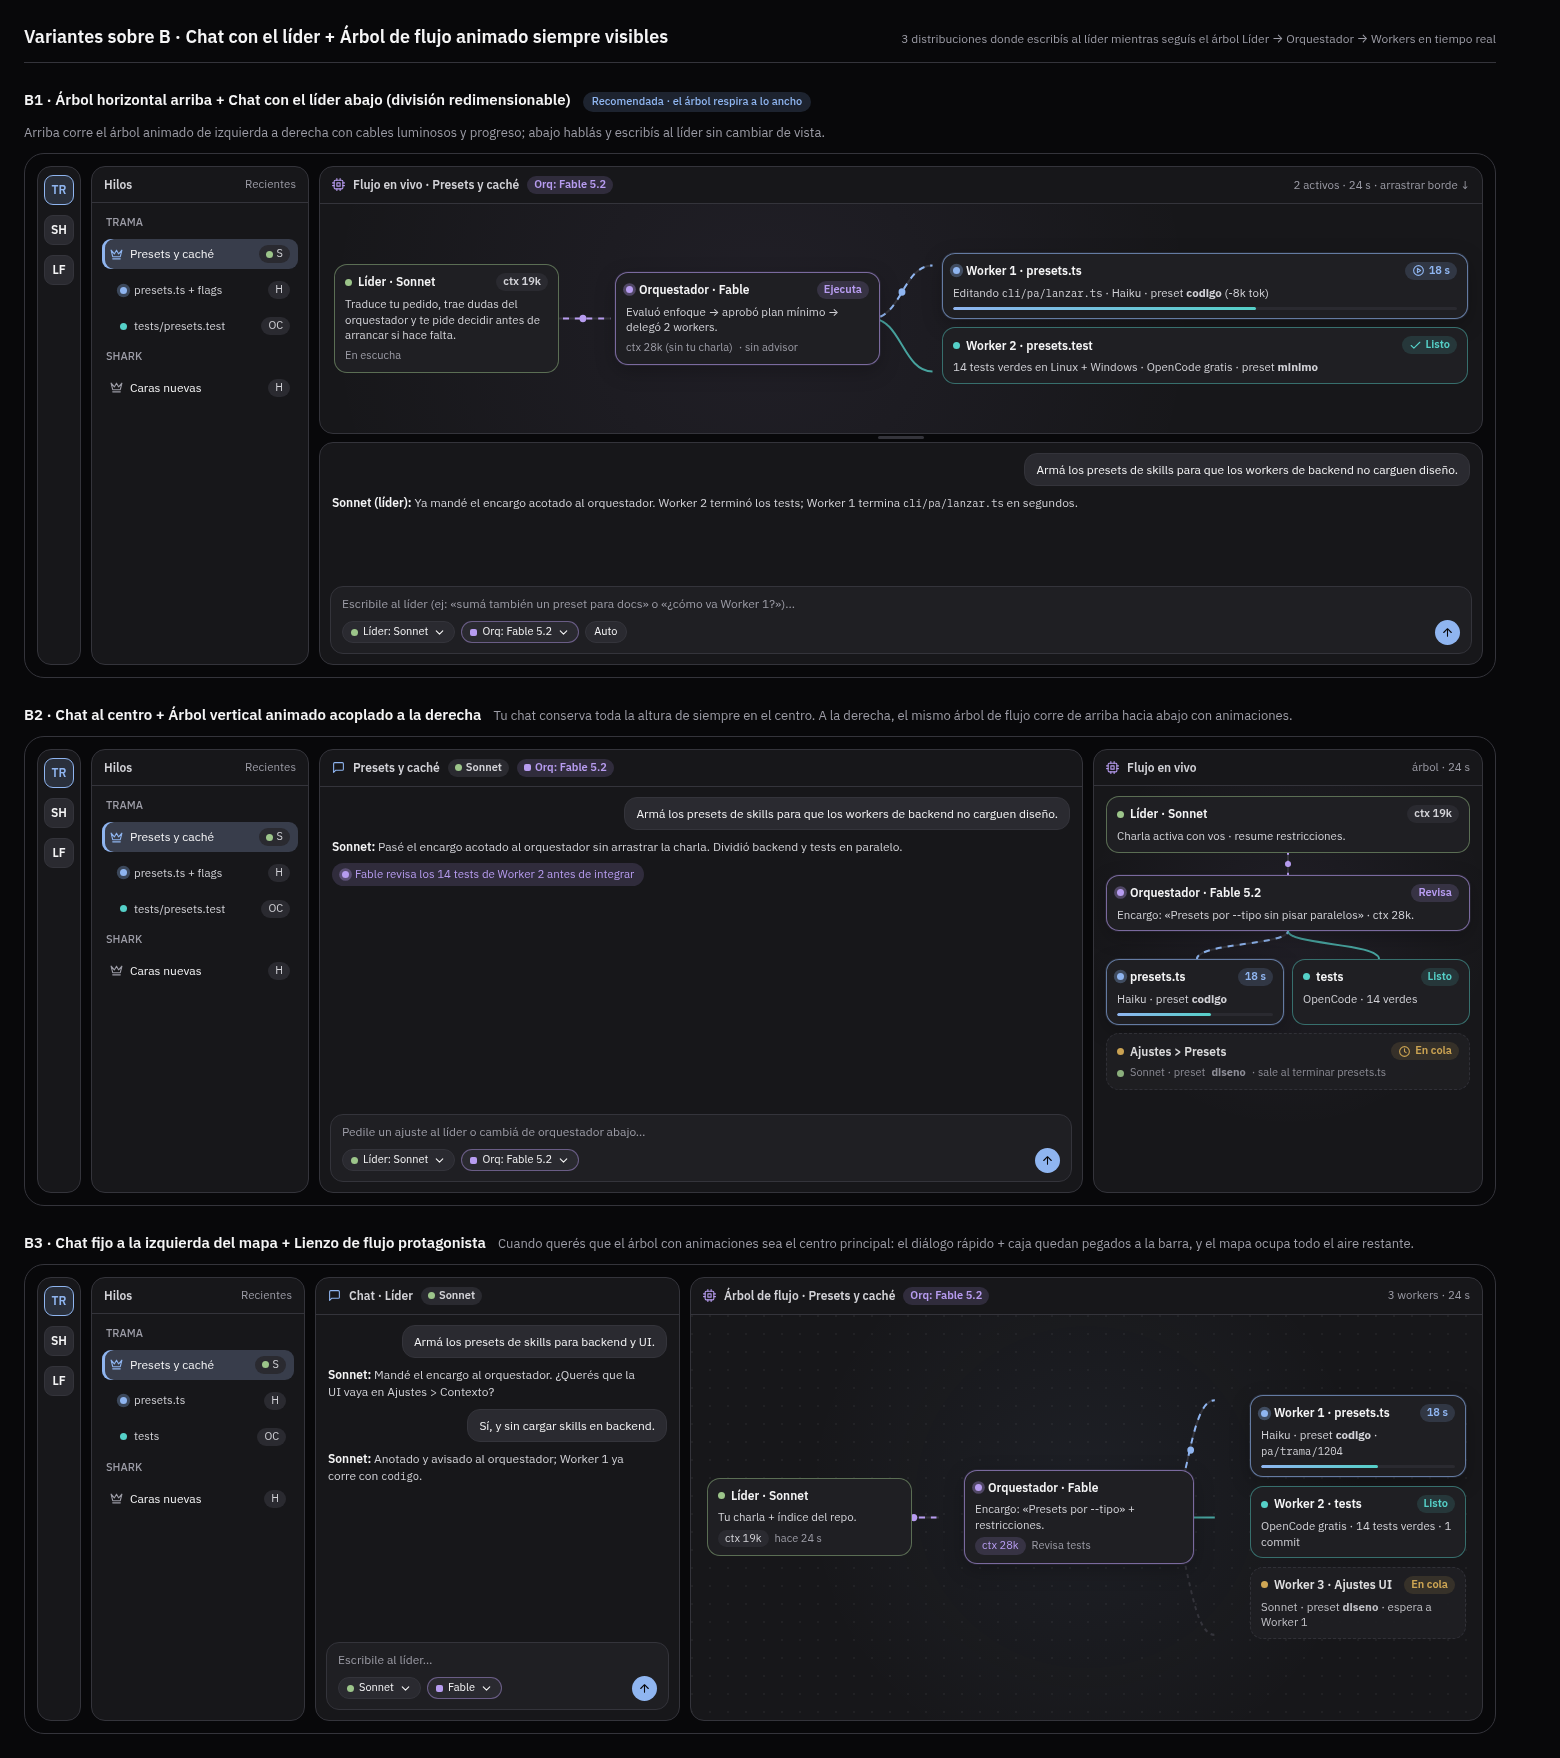 Variantes sobre B · Chat con el líder + Árbol de flujo animado siempre visibles
3 distribuciones donde escribís al líder mientras seguís el árbol Líder → Orquestador → Workers en tiempo real
B1 · Árbol horizontal arriba + Chat con el líder abajo (división redimensionable)
Recomendada · el árbol respira a lo ancho
Arriba corre el árbol animado de izquierda a derecha con cables luminosos y progreso; abajo hablás y escribís al líder sin cambiar de vista.
TR
SH
LF
Hilos
Recientes
TRAMA
Presets y caché
S
presets.ts + flags
H
tests/presets.test
OC
SHARK
Caras nuevas
H
Flujo en vivo · Presets y caché
Orq: Fable 5.2
2 activos · 24 s · arrastrar borde ↓
Líder · Sonnet
ctx 19k
Traduce tu pedido, trae dudas del
orquestador y te pide decidir antes de
arrancar si hace falta.
En escucha
Orquestador · Fable
Ejecuta
Evaluó enfoque → aprobó plan mínimo →
delegó 2 workers.
ctx 28k (sin tu charla) · sin advisor
Worker 1 · presets.ts
18 s
Editando cli/pa/lanzar.ts · Haiku · preset codigo (-8k tok)
Worker 2 · presets.test
Listo
14 tests verdes en Linux + Windows · OpenCode gratis · preset minimo
Armá los presets de skills para que los workers de backend no carguen diseño.
Sonnet (líder): Ya mandé el encargo acotado al orquestador. Worker 2 terminó los tests; Worker 1 termina cli/pa/lanzar.ts en segundos.
Escribile al líder (ej: «sumá también un preset para docs» o «¿cómo va Worker 1?»)...
Líder: Sonnet
Orq: Fable 5.2
Auto
B2 · Chat al centro + Árbol vertical animado acoplado a la derecha
Tu chat conserva toda la altura de siempre en el centro. A la derecha, el mismo árbol de flujo corre de arriba hacia abajo con animaciones.
TR
SH
LF
Hilos
Recientes
TRAMA
Presets y caché
S
presets.ts + flags
H
tests/presets.test
OC
SHARK
Caras nuevas
H
Presets y caché
Sonnet
Orq: Fable 5.2
Armá los presets de skills para que los workers de backend no carguen diseño.
Sonnet: Pasé el encargo acotado al orquestador sin arrastrar la charla. Dividió backend y tests en paralelo.
Fable revisa los 14 tests de Worker 2 antes de integrar
Pedile un ajuste al líder o cambiá de orquestador abajo...
Líder: Sonnet
Orq: Fable 5.2
Flujo en vivo
árbol · 24 s
Líder · Sonnet
ctx 19k
Charla activa con vos · resume restricciones.
Orquestador · Fable 5.2
Revisa
Encargo: «Presets por --tipo sin pisar paralelos» · ctx 28k.
presets.ts
18 s
Haiku · preset codigo
tests
Listo
OpenCode · 14 verdes
Ajustes > Presets
En cola
Sonnet · preset diseno · sale al terminar presets.ts
B3 · Chat fijo a la izquierda del mapa + Lienzo de flujo protagonista
Cuando querés que el árbol con animaciones sea el centro principal: el diálogo rápido + caja quedan pegados a la barra, y el mapa ocupa todo el aire restante.
TR
SH
LF
Hilos
Recientes
TRAMA
Presets y caché
S
presets.ts
H
tests
OC
SHARK
Caras nuevas
H
Chat · Líder
Sonnet
Armá los presets de skills para backend y UI.
Sonnet: Mandé el encargo al orquestador. ¿Querés que la
UI vaya en Ajustes > Contexto?
Sí, y sin cargar skills en backend.
Sonnet: Anotado y avisado al orquestador; Worker 1 ya
corre con codigo.
Escribile al líder...
Sonnet
Fable
Árbol de flujo · Presets y caché
Orq: Fable 5.2
3 workers · 24 s
Líder · Sonnet
Tu charla + índice del repo.
ctx 19k
hace 24 s
Orquestador · Fable
Encargo: «Presets por --tipo» +
restricciones.
ctx 28k
Revisa tests
Worker 1 · presets.ts
18 s
Haiku · preset codigo ·
pa/trama/1204
Worker 2 · tests
Listo
OpenCode gratis · 14 tests verdes · 1
commit
Worker 3 · Ajustes UI
En cola
Sonnet · preset diseno · espera a
Worker 1